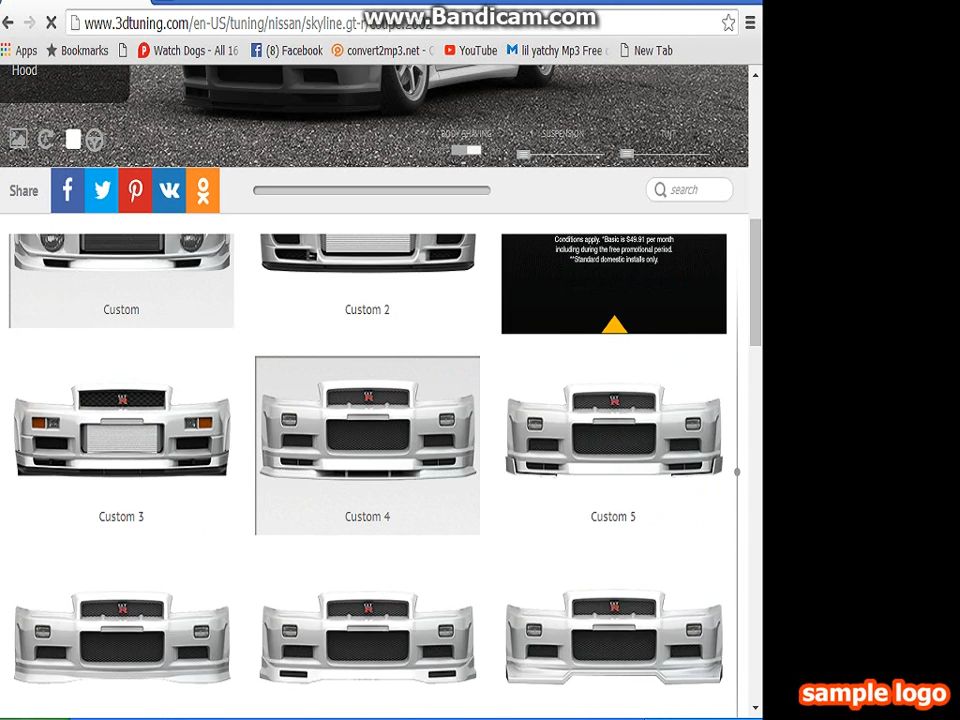 www.3dtuning.com/en-US/tuning/nissan/skyline.gt-r
www.Bandicam.com
Apps Bookmarks Watch Dogs - All 16 (8) Facebook convert2mp3.net - YouTube lil yatchy Mp3 Free New Tab
Hood
BODY SHAVING SUSPENSION
Share search
Conditions apply. *Basic is $49.91 per month
including during the free promotional period.
**Standard domestic installs only.
Custom Custom 2
Custom 3 Custom 4 Custom 5
sample logo